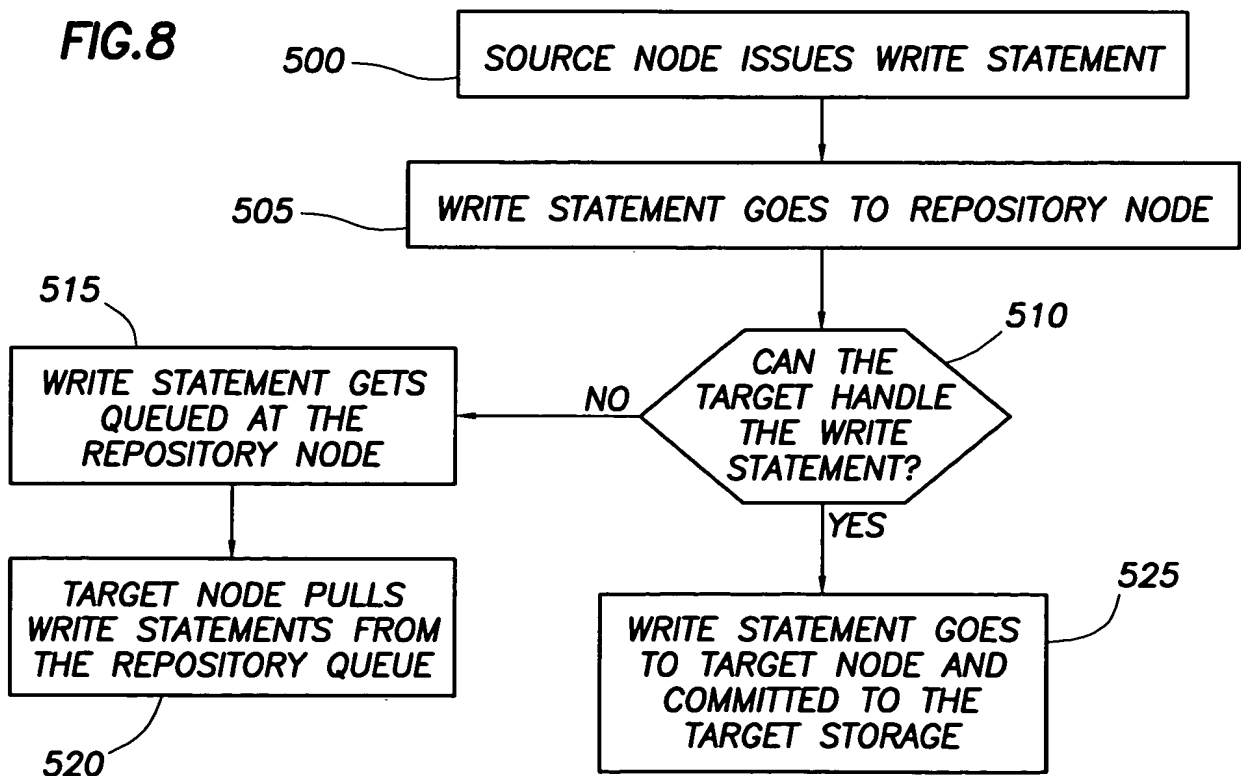 FIG.8
500
SOURCE NODE ISSUES WRITE STATEMENT
505
WRITE STATEMENT GOES TO REPOSITORY NODE
510
CAN THE
TARGET HANDLE
THE WRITE
STATEMENT?
NO
YES
515
WRITE STATEMENT GETS
QUEUED AT THE
REPOSITORY NODE
TARGET NODE PULLS
WRITE STATEMENTS FROM
THE REPOSITORY QUEUE
520
525
WRITE STATEMENT GOES
TO TARGET NODE AND
COMMITTED TO THE
TARGET STORAGE